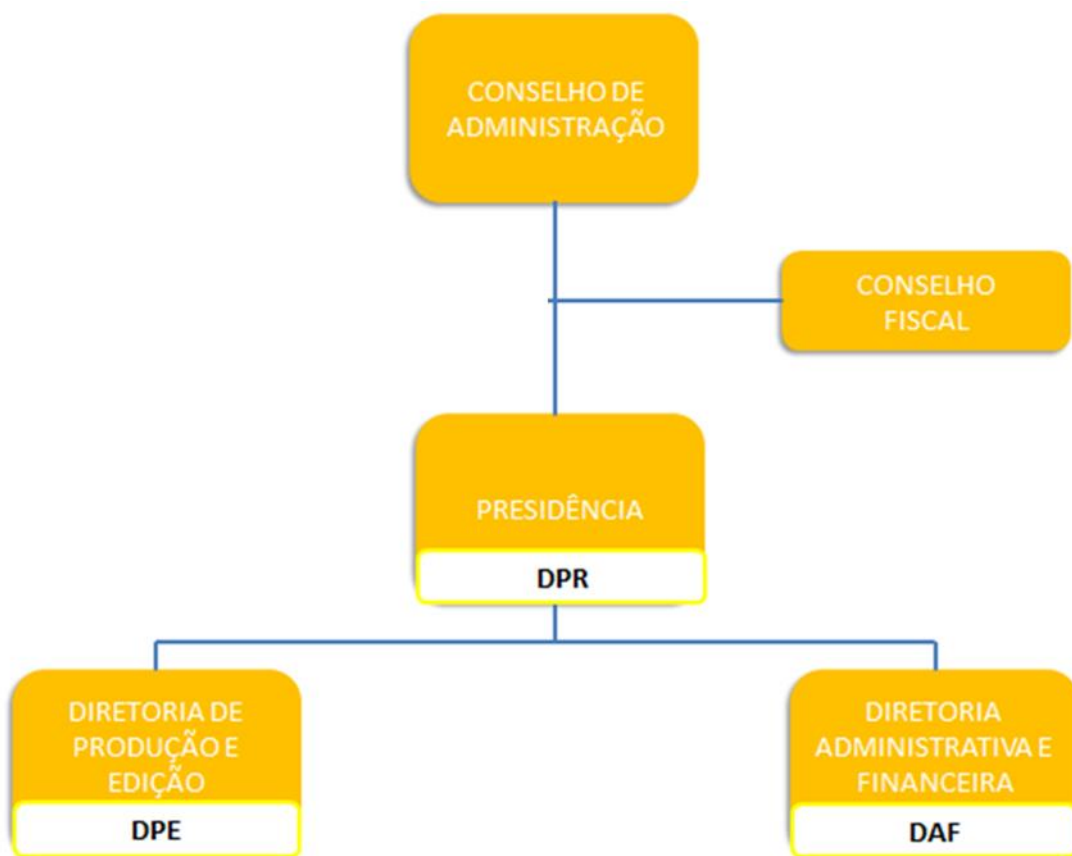 CONSELHO DE
ADMINISTRAÇÃO
CONSELHO
FISCAL
PRESIDÊNCIA
DPR
DIRETORIA DE
PRODUÇÃO E
EDIÇÃO
DPE
DIRETORIA
ADMINISTRATIVA E
FINANCEIRA
DAF